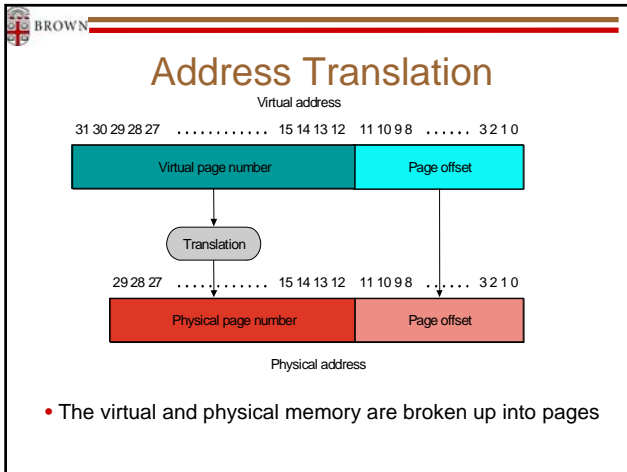 BROWN
Address Translation
Virtual address
31 30 29 28 27 ............ 15 14 13 12 11 10 9 8 ...... 3 2 1 0
Virtual page number Page offset
Translation
29 28 27 ............ 15 14 13 12 11 10 9 8 ...... 3 2 1 0
Physical page number Page offset
Physical address
• The virtual and physical memory are broken up into pages